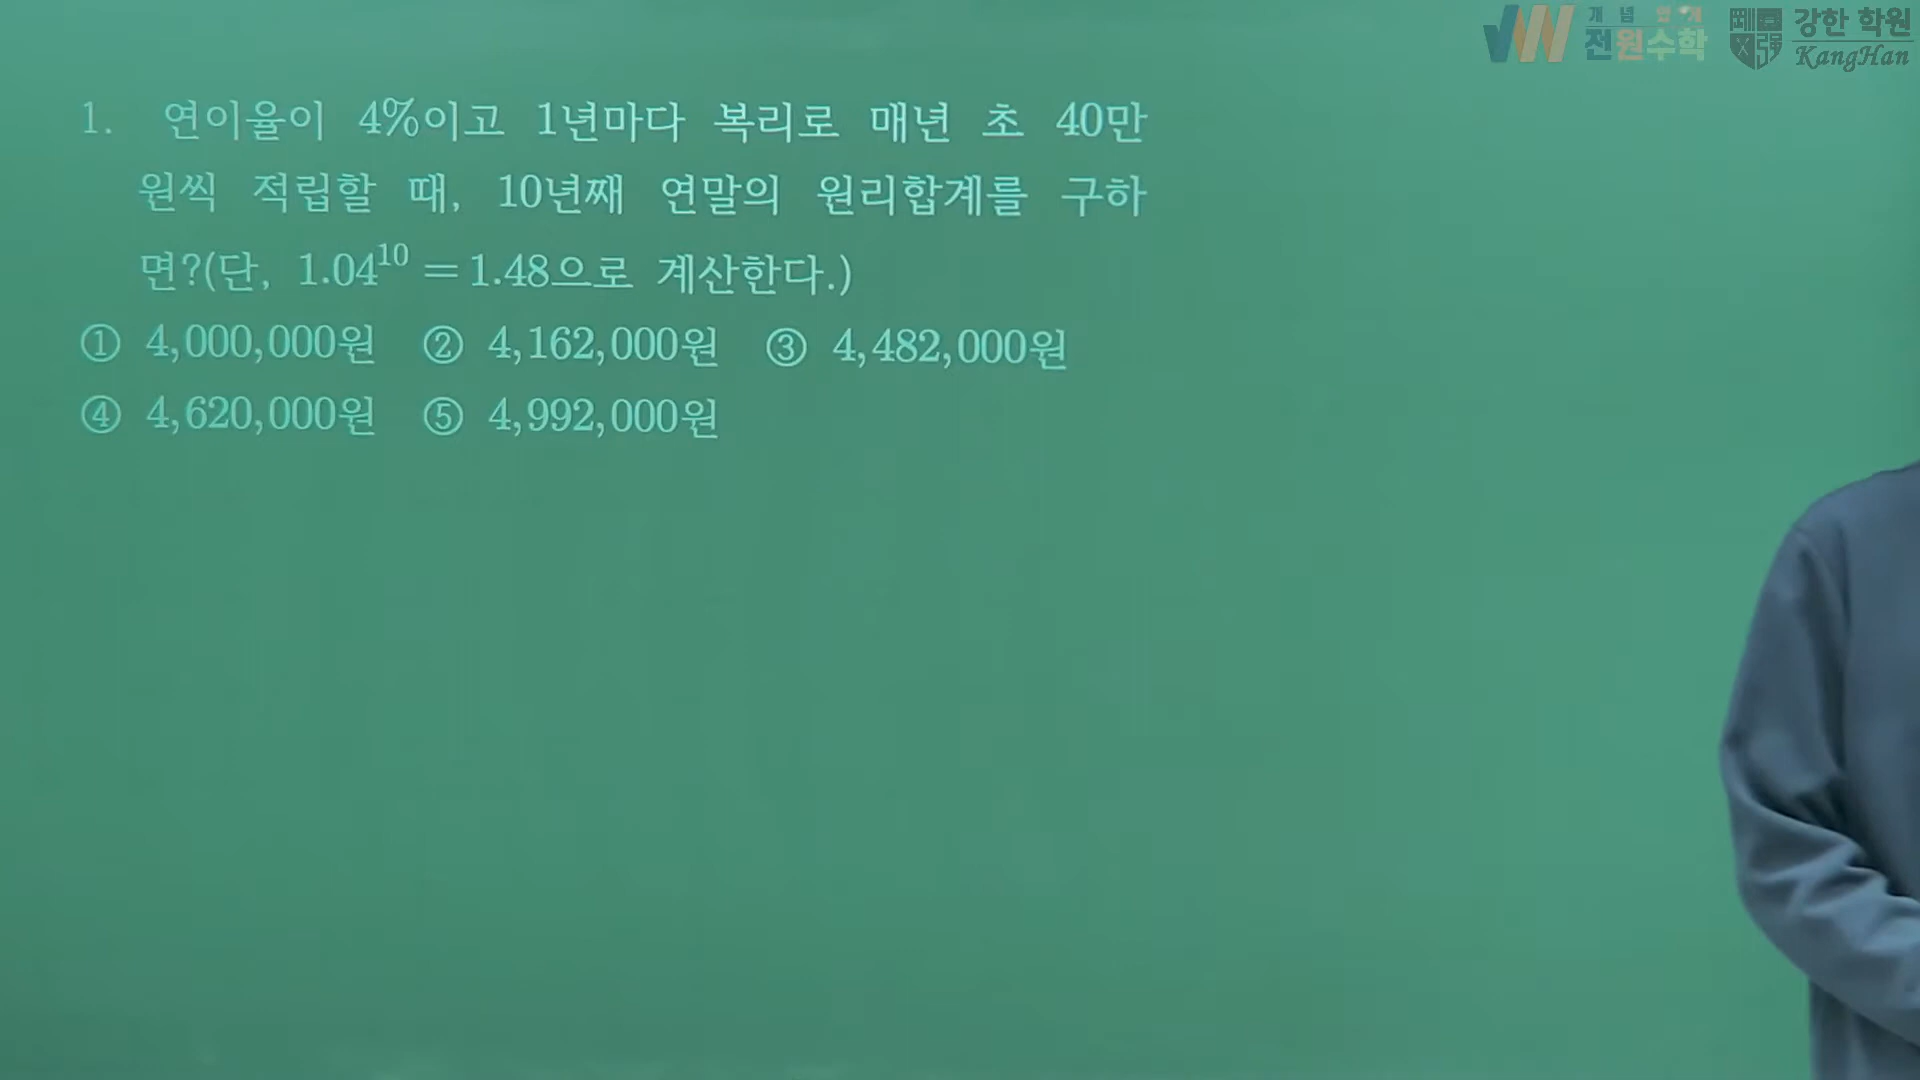 개념연계
전원수학
강한 학원
KangHan
1. 연이율이 4%이고 1년마다 복리로 매년 초 40만
원씩 적립할 때, 10년째 연말의 원리합계를 구하
면?(단, 1.04^10 = 1.48으로 계산한다.)
① 4,000,000원 ② 4,162,000원 ③ 4,482,000원
④ 4,620,000원 ⑤ 4,992,000원